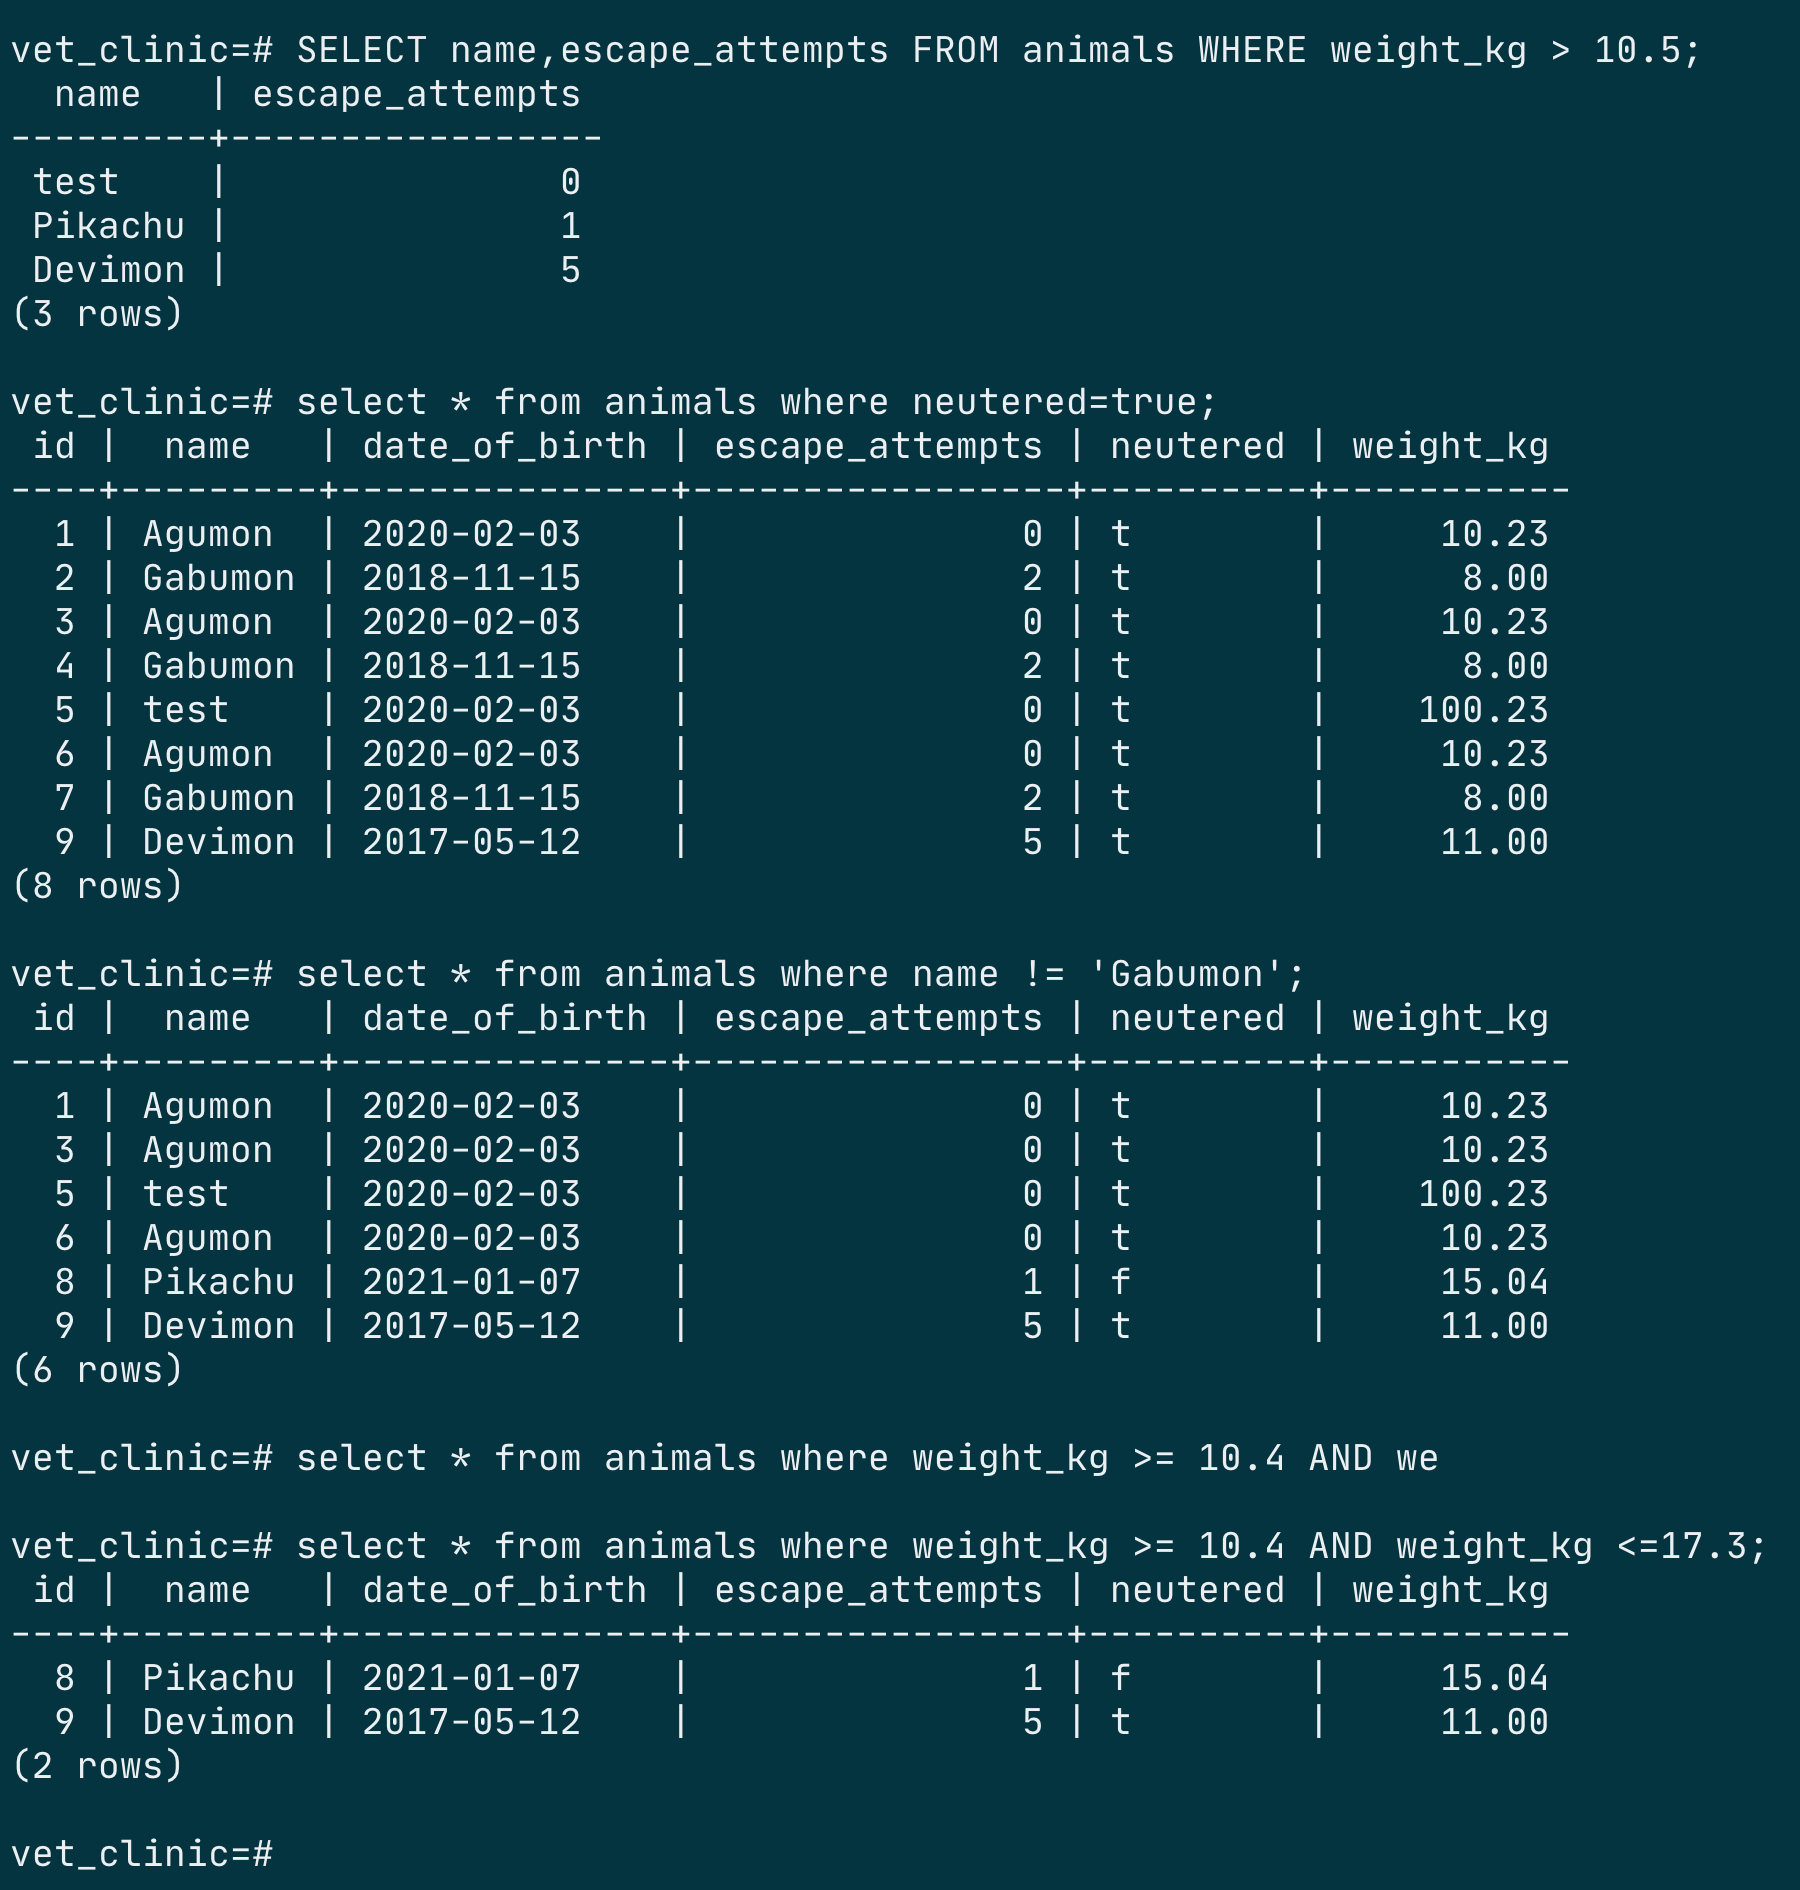 vet_clinic=# SELECT name,escape_attempts FROM animals WHERE weight_kg > 10.5;
  name   | escape_attempts
---------+-----------------
 test    |               0
 Pikachu |               1
 Devimon |               5
(3 rows)

vet_clinic=# select * from animals where neutered=true;
 id |  name   | date_of_birth | escape_attempts | neutered | weight_kg
----+---------+---------------+-----------------+----------+-----------
  1 | Agumon  | 2020-02-03    |               0 | t        |     10.23
  2 | Gabumon | 2018-11-15    |               2 | t        |      8.00
  3 | Agumon  | 2020-02-03    |               0 | t        |     10.23
  4 | Gabumon | 2018-11-15    |               2 | t        |      8.00
  5 | test    | 2020-02-03    |               0 | t        |    100.23
  6 | Agumon  | 2020-02-03    |               0 | t        |     10.23
  7 | Gabumon | 2018-11-15    |               2 | t        |      8.00
  9 | Devimon | 2017-05-12    |               5 | t        |     11.00
(8 rows)

vet_clinic=# select * from animals where name != 'Gabumon';
 id |  name   | date_of_birth | escape_attempts | neutered | weight_kg
----+---------+---------------+-----------------+----------+-----------
  1 | Agumon  | 2020-02-03    |               0 | t        |     10.23
  3 | Agumon  | 2020-02-03    |               0 | t        |     10.23
  5 | test    | 2020-02-03    |               0 | t        |    100.23
  6 | Agumon  | 2020-02-03    |               0 | t        |     10.23
  8 | Pikachu | 2021-01-07    |               1 | f        |     15.04
  9 | Devimon | 2017-05-12    |               5 | t        |     11.00
(6 rows)

vet_clinic=# select * from animals where weight_kg >= 10.4 AND we

vet_clinic=# select * from animals where weight_kg >= 10.4 AND weight_kg <=17.3;
 id |  name   | date_of_birth | escape_attempts | neutered | weight_kg
----+---------+---------------+-----------------+----------+-----------
  8 | Pikachu | 2021-01-07    |               1 | f        |     15.04
  9 | Devimon | 2017-05-12    |               5 | t        |     11.00
(2 rows)

vet_clinic=#